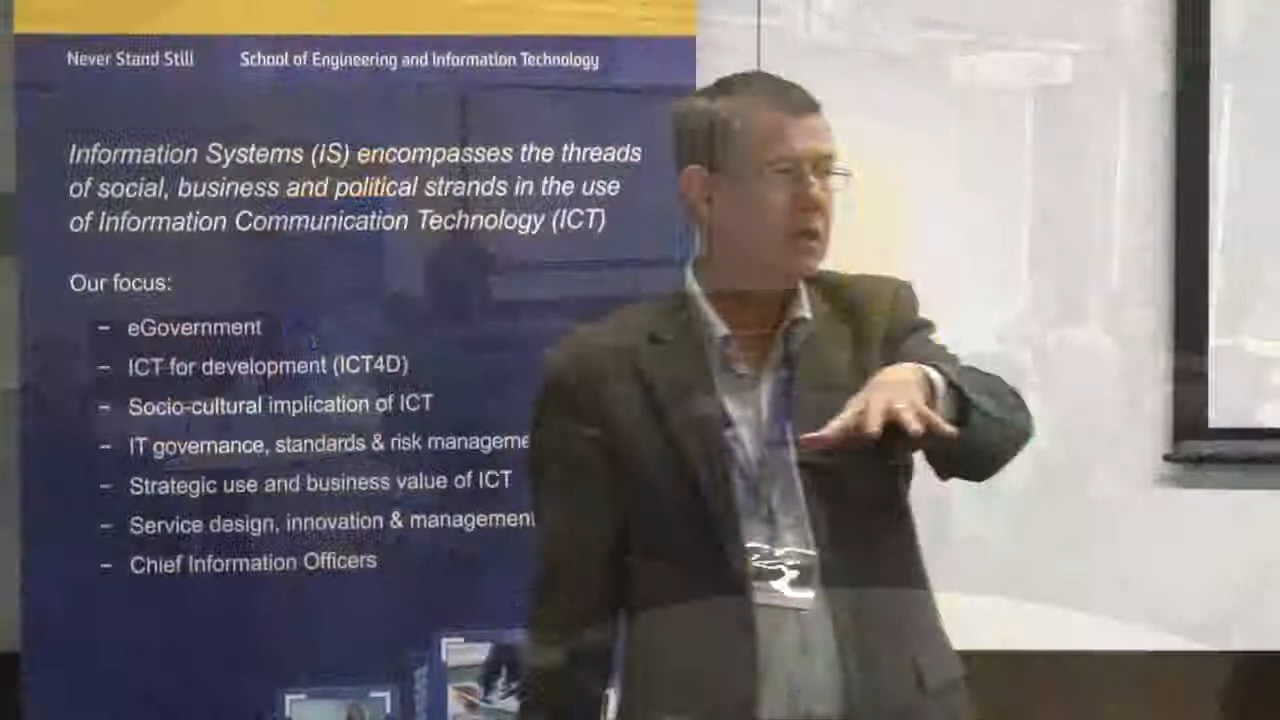 Never Stand Still School of Engineering and Information Technology
Information Systems (IS) encompasses the threads
of social, business and political strands in the use
of Information Communication Technology (ICT)
Our focus:
– eGovernment
– ICT for development (ICT4D)
– Socio-cultural implication of ICT
– IT governance, standards & risk manageme
– Strategic use and business value of ICT
– Service design, innovation & management
– Chief Information Officers